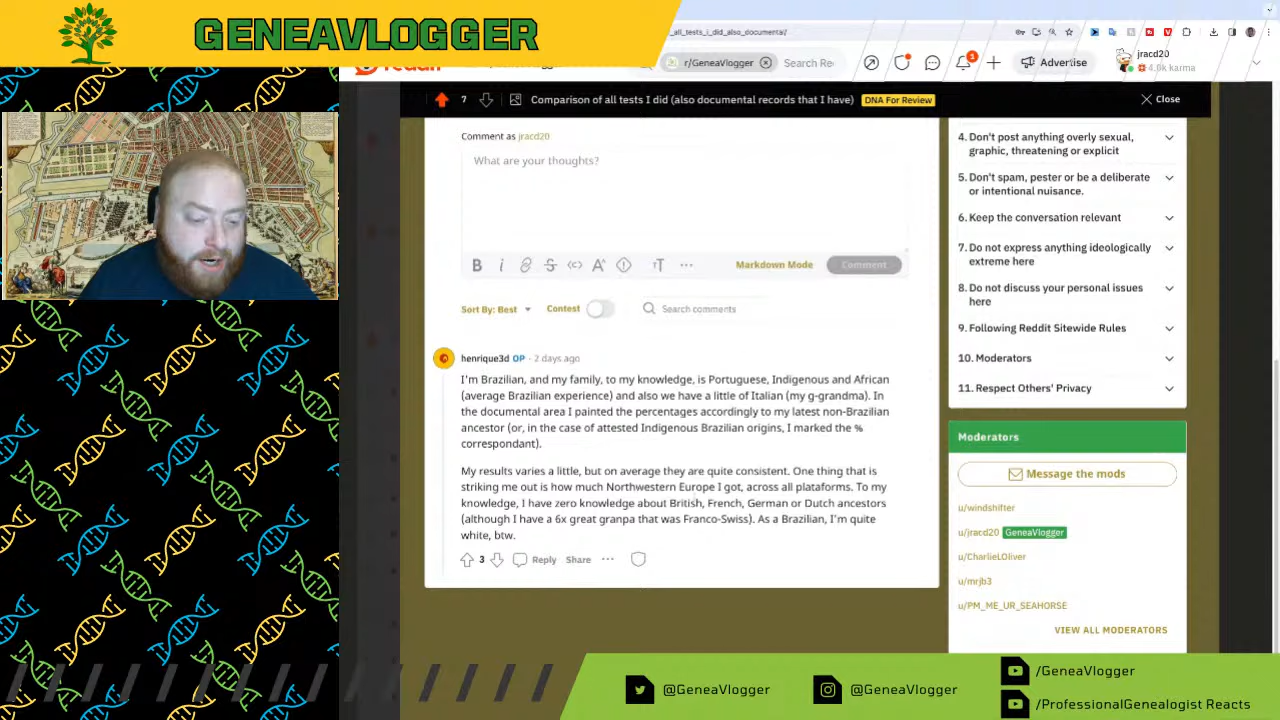 GENEAVLOGGER
_all_tests_i_did_also_documental/
r/GeneaVlogger
Search Re
1
Advertise
jracd20
karma
7
Comparison of all tests I did (also documental records that I have)
DNA For Review
Close
Comment as jracd20
What are your thoughts?
B i
Markdown Mode
Comment
Sort By: Best
Contest
Search comments
henrique3d OP · 2 days ago
I'm Brazilian, and my family, to my knowledge, is Portuguese, Indigenous and African
(average Brazilian experience) and also we have a little of Italian (my g-grandma). In
the documental area I painted the percentages accordingly to my latest non-Brazilian
ancestor (or, in the case of attested Indigenous Brazilian origins, I marked the %
correspondant).
My results varies a little, but on average they are quite consistent. One thing that is
striking me out is how much Northwestern Europe I got, across all plataforms. To my
knowledge, I have zero knowledge about British, French, German or Dutch ancestors
(although I have a 6x great granpa that was Franco-Swiss). As a Brazilian, I'm quite
white, btw.
3
Reply
Share
4. Don't post anything overly sexual,
graphic, threatening or explicit
5. Don't spam, pester or be a deliberate
or intentional nuisance.
6. Keep the conversation relevant
7. Do not express anything ideologically
extreme here
8. Do not discuss your personal issues
here
9. Following Reddit Sitewide Rules
10. Moderators
11. Respect Others' Privacy
Moderators
Message the mods
u/windshifter
u/jracd20 GeneaVlogger
u/CharlieLOliver
u/mrjb3
u/PM_ME_UR_SEAHORSE
VIEW ALL MODERATORS
@GeneaVlogger
@GeneaVlogger
/GeneaVlogger
/ProfessionalGenealogist Reacts